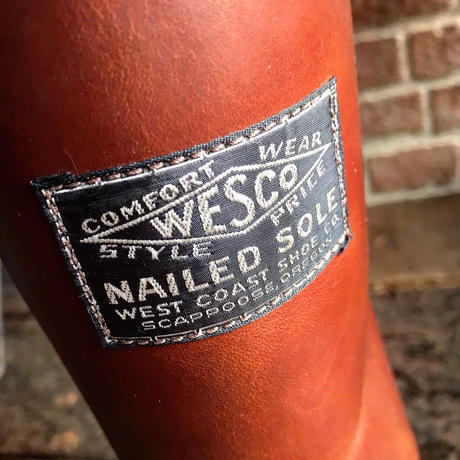 COMFORT WEAR
WESCO
STYLE PRICE
NAILED SOLE
WEST COAST SHOE CO.
SCAPPOOSE, OREGON